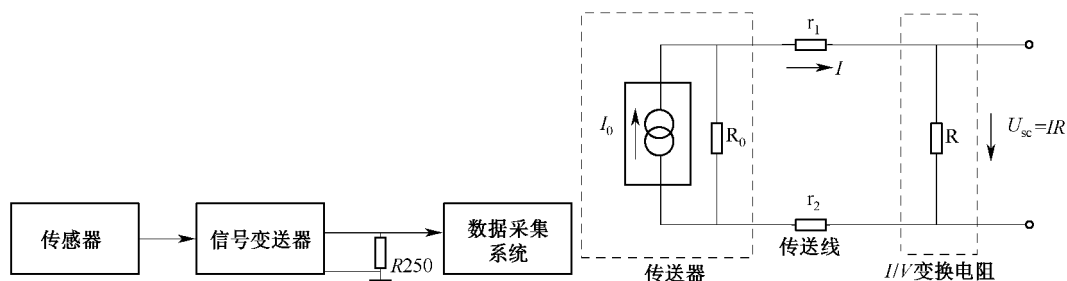 传感器
信号变送器
R250
数据采集
系统
I₀
R₀
r₁
I
r₂
传送线
传送器
R
Uₛc=IR
I/V变换电阻